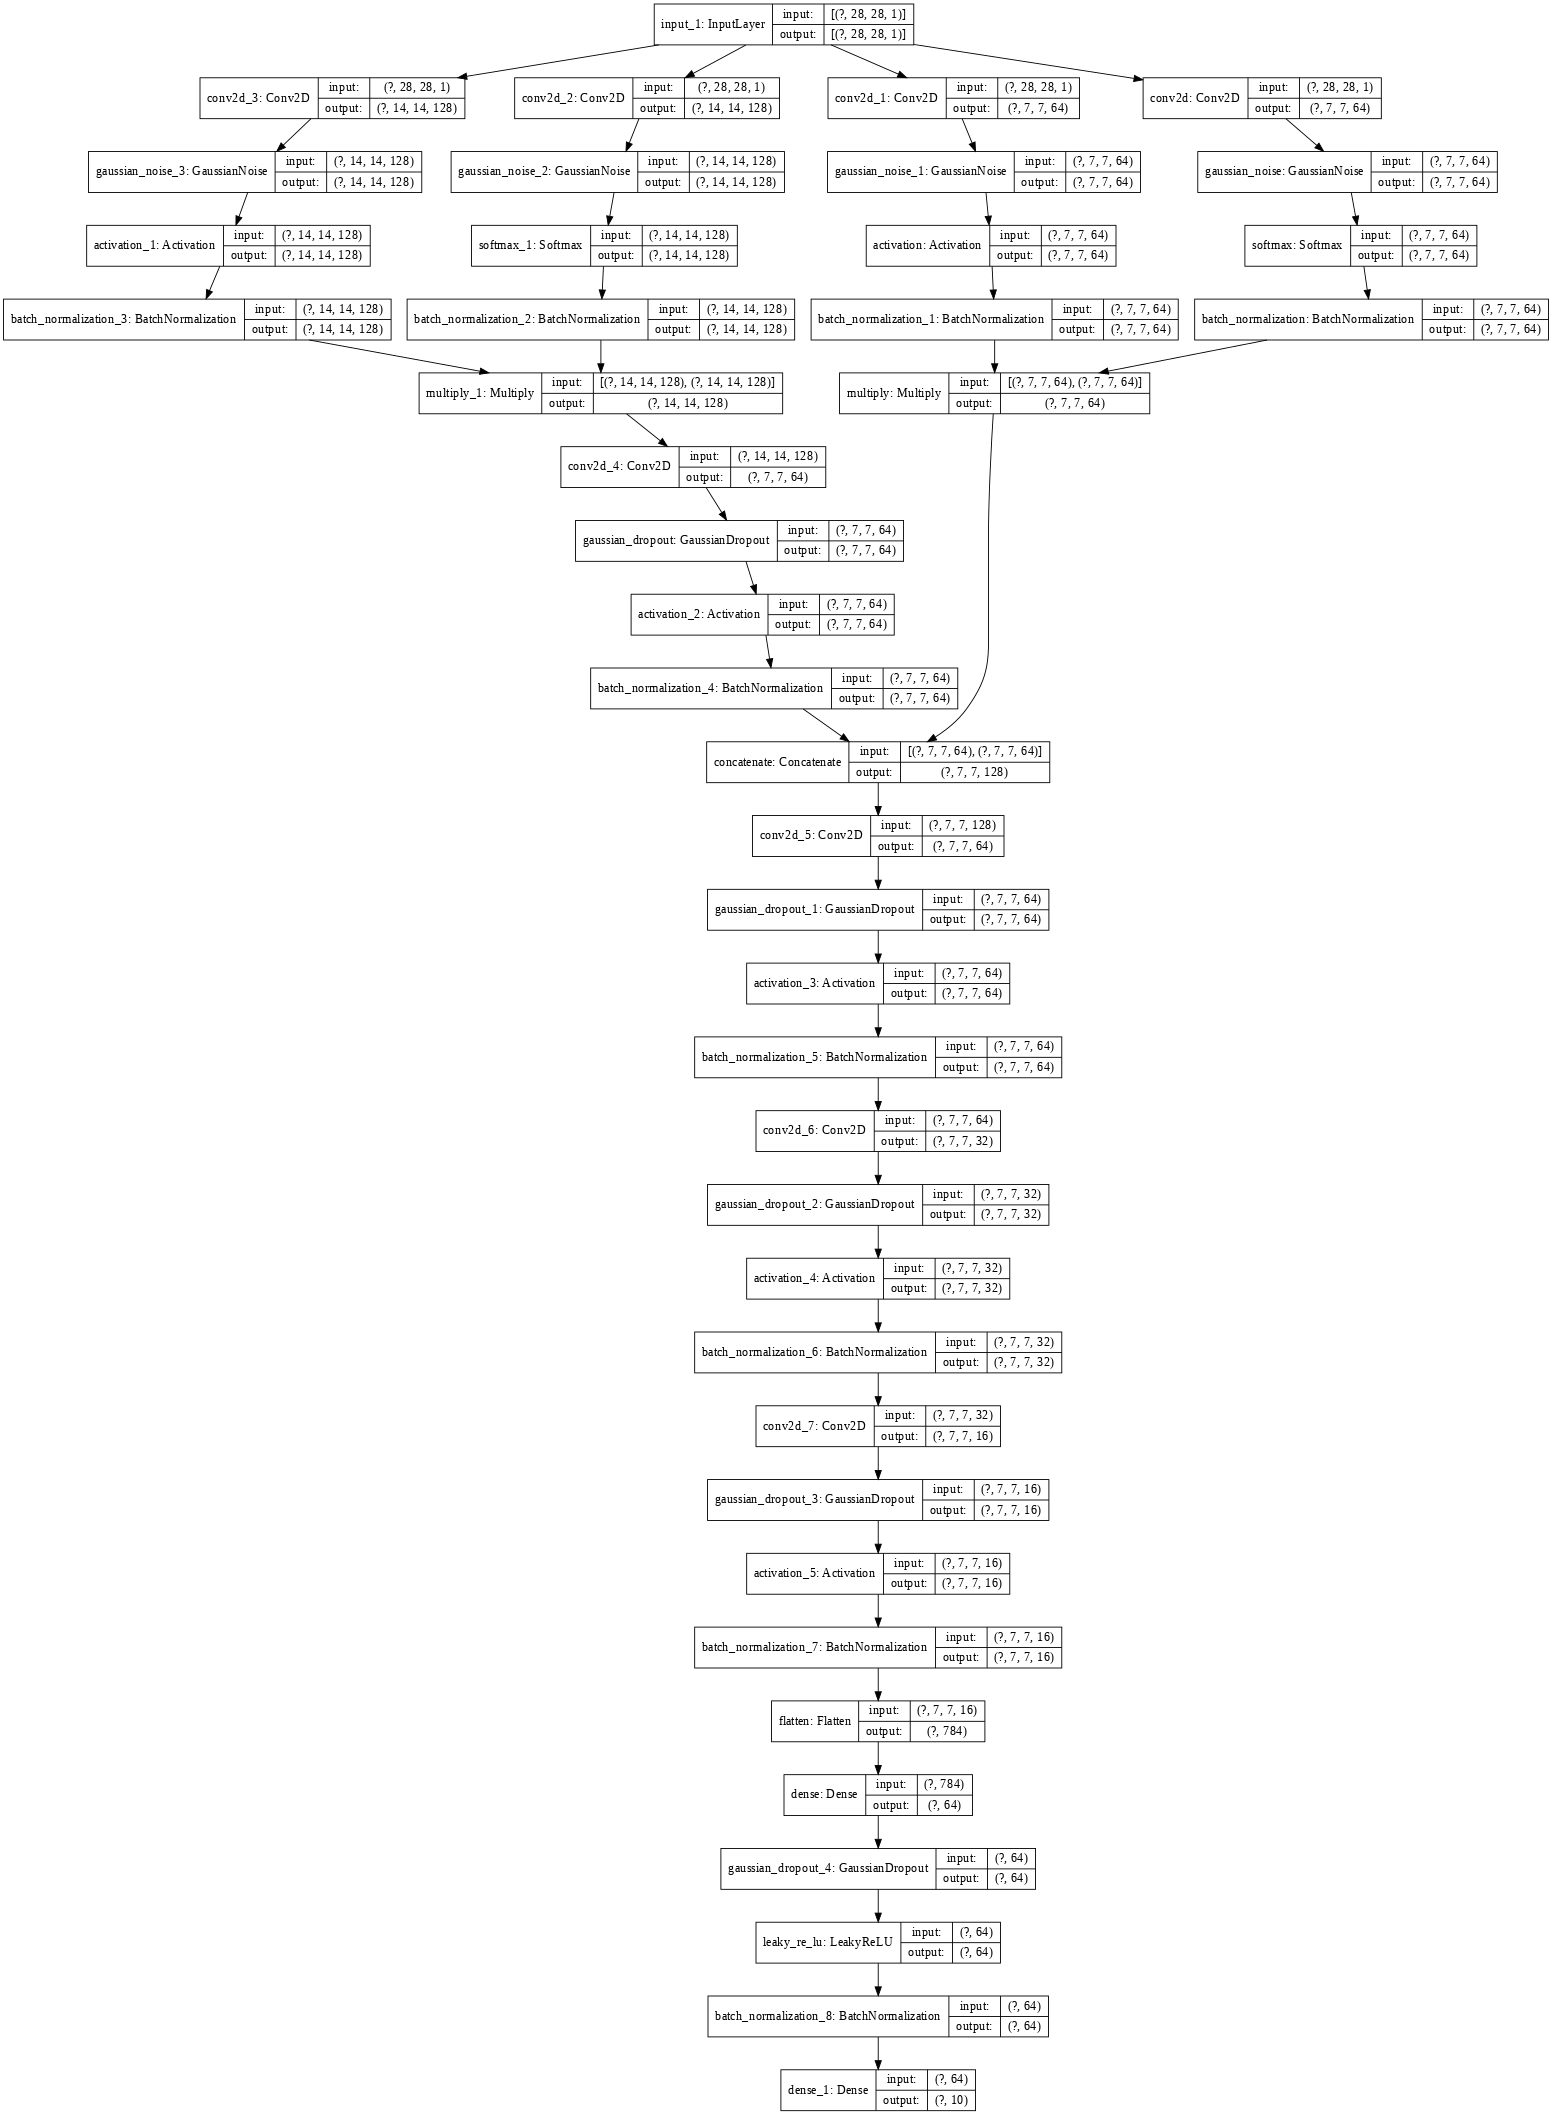 input_1: InputLayer input: [(?, 28, 28, 1)]
output: [(?, 28, 28, 1)]
conv2d_3: Conv2D input: (?, 28, 28, 1)
output: (?, 14, 14, 128)
conv2d_2: Conv2D input: (?, 28, 28, 1)
output: (?, 14, 14, 128)
conv2d_1: Conv2D input: (?, 28, 28, 1)
output: (?, 7, 7, 64)
conv2d: Conv2D input: (?, 28, 28, 1)
output: (?, 7, 7, 64)
gaussian_noise_3: GaussianNoise input: (?, 14, 14, 128)
output: (?, 14, 14, 128)
gaussian_noise_2: GaussianNoise input: (?, 14, 14, 128)
output: (?, 14, 14, 128)
gaussian_noise_1: GaussianNoise input: (?, 7, 7, 64)
output: (?, 7, 7, 64)
gaussian_noise: GaussianNoise input: (?, 7, 7, 64)
output: (?, 7, 7, 64)
activation_1: Activation input: (?, 14, 14, 128)
output: (?, 14, 14, 128)
softmax_1: Softmax input: (?, 14, 14, 128)
output: (?, 14, 14, 128)
activation: Activation input: (?, 7, 7, 64)
output: (?, 7, 7, 64)
softmax: Softmax input: (?, 7, 7, 64)
output: (?, 7, 7, 64)
batch_normalization_3: BatchNormalization input: (?, 14, 14, 128)
output: (?, 14, 14, 128)
batch_normalization_2: BatchNormalization input: (?, 14, 14, 128)
output: (?, 14, 14, 128)
batch_normalization_1: BatchNormalization input: (?, 7, 7, 64)
output: (?, 7, 7, 64)
batch_normalization: BatchNormalization input: (?, 7, 7, 64)
output: (?, 7, 7, 64)
multiply_1: Multiply input: [(?, 14, 14, 128), (?, 14, 14, 128)]
output: (?, 14, 14, 128)
multiply: Multiply input: [(?, 7, 7, 64), (?, 7, 7, 64)]
output: (?, 7, 7, 64)
conv2d_4: Conv2D input: (?, 14, 14, 128)
output: (?, 7, 7, 64)
gaussian_dropout: GaussianDropout input: (?, 7, 7, 64)
output: (?, 7, 7, 64)
activation_2: Activation input: (?, 7, 7, 64)
output: (?, 7, 7, 64)
batch_normalization_4: BatchNormalization input: (?, 7, 7, 64)
output: (?, 7, 7, 64)
concatenate: Concatenate input: [(?, 7, 7, 64), (?, 7, 7, 64)]
output: (?, 7, 7, 128)
conv2d_5: Conv2D input: (?, 7, 7, 128)
output: (?, 7, 7, 64)
gaussian_dropout_1: GaussianDropout input: (?, 7, 7, 64)
output: (?, 7, 7, 64)
activation_3: Activation input: (?, 7, 7, 64)
output: (?, 7, 7, 64)
batch_normalization_5: BatchNormalization input: (?, 7, 7, 64)
output: (?, 7, 7, 64)
conv2d_6: Conv2D input: (?, 7, 7, 64)
output: (?, 7, 7, 32)
gaussian_dropout_2: GaussianDropout input: (?, 7, 7, 32)
output: (?, 7, 7, 32)
activation_4: Activation input: (?, 7, 7, 32)
output: (?, 7, 7, 32)
batch_normalization_6: BatchNormalization input: (?, 7, 7, 32)
output: (?, 7, 7, 32)
conv2d_7: Conv2D input: (?, 7, 7, 32)
output: (?, 7, 7, 16)
gaussian_dropout_3: GaussianDropout input: (?, 7, 7, 16)
output: (?, 7, 7, 16)
activation_5: Activation input: (?, 7, 7, 16)
output: (?, 7, 7, 16)
batch_normalization_7: BatchNormalization input: (?, 7, 7, 16)
output: (?, 7, 7, 16)
flatten: Flatten input: (?, 7, 7, 16)
output: (?, 784)
dense: Dense input: (?, 784)
output: (?, 64)
gaussian_dropout_4: GaussianDropout input: (?, 64)
output: (?, 64)
leaky_re_lu: LeakyReLU input: (?, 64)
output: (?, 64)
batch_normalization_8: BatchNormalization input: (?, 64)
output: (?, 64)
dense_1: Dense input: (?, 64)
output: (?, 10)